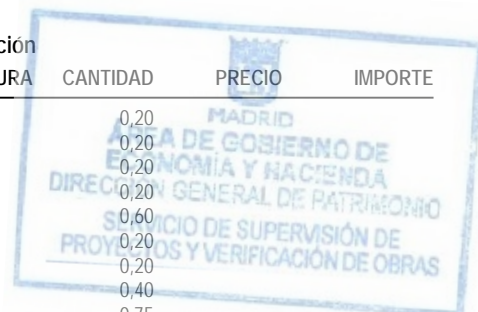 ción
URA CANTIDAD PRECIO IMPORTE
0,20
MADRID
0,20
ÁREA DE GOBIERNO DE
0,20
ECONOMÍA Y HACIENDA
0,20
DIRECCIÓN GENERAL DE PATRIMONIO
0,60
SERVICIO DE SUPERVISIÓN DE
0,20
PROYECTOS Y VERIFICACIÓN DE OBRAS
0,20
0,40
0,75